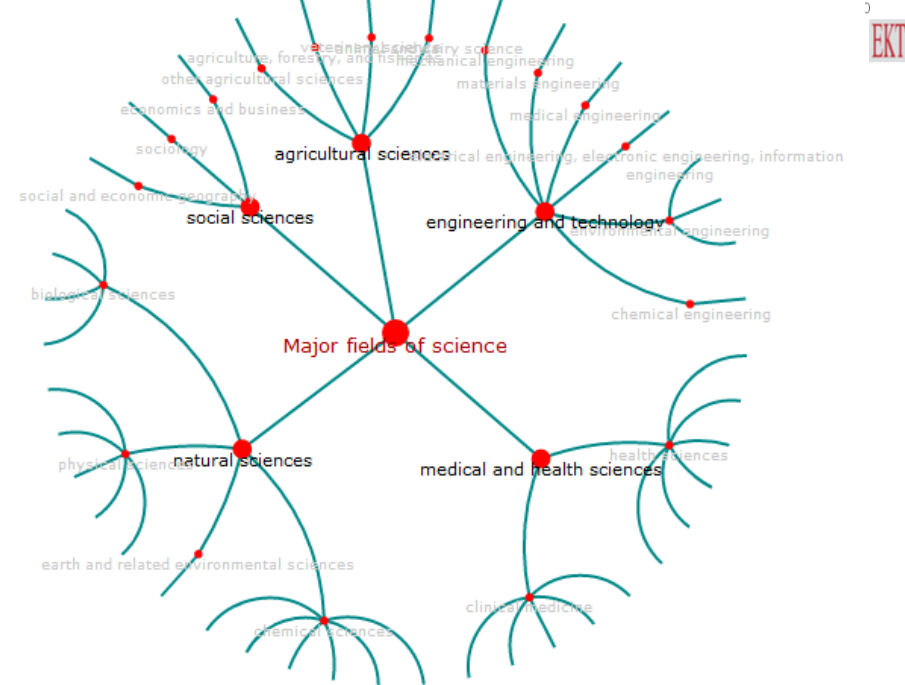 EKT
veterinary science
animal and dairy science
agriculture, forestry, and fisheries
mechanical engineering
other agricultural sciences
materials engineering
economics and business
medical engineering
sociology
agricultural sciences
electrical engineering, electronic engineering, information
engineering
social and economic geography
social sciences
engineering and technology
environmental engineering
biological sciences
chemical engineering
Major fields of science
physical sciences
natural sciences
medical and health sciences
health sciences
earth and related environmental sciences
clinical medicine
chemical sciences